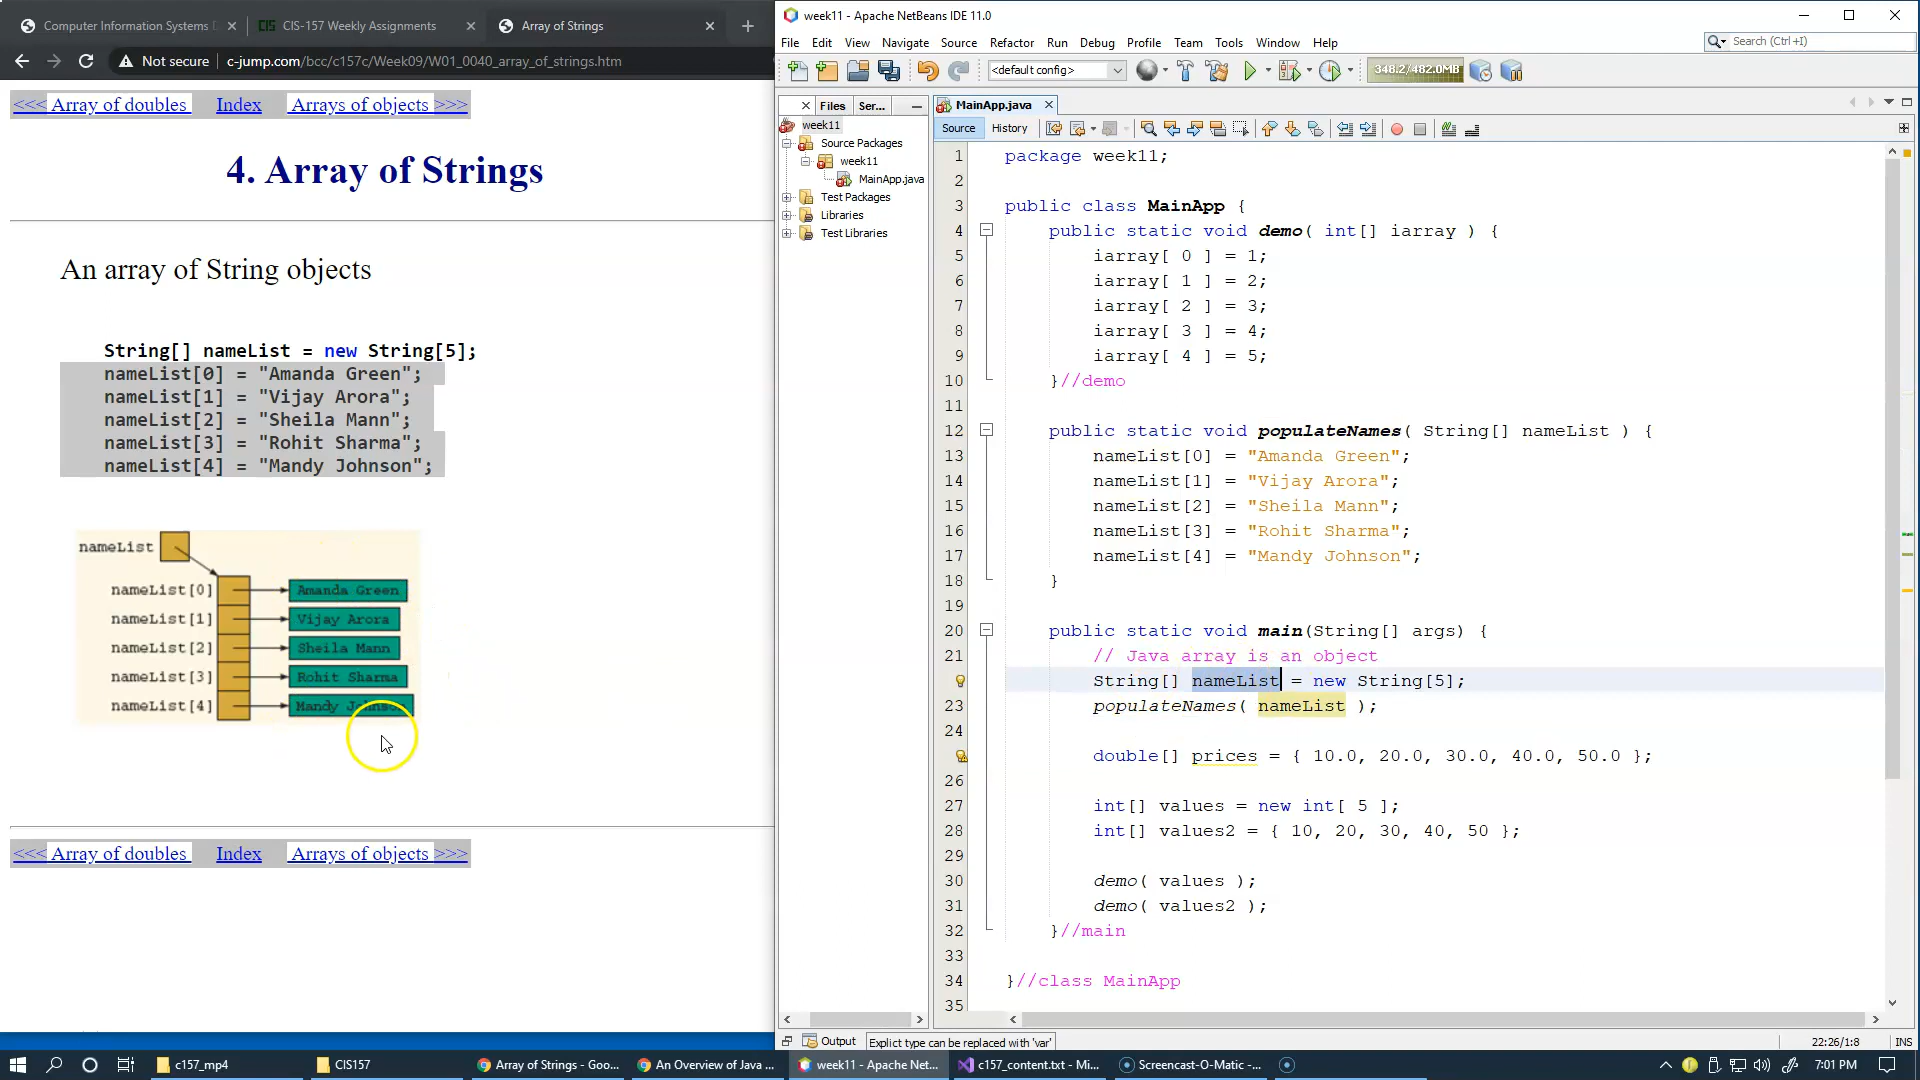 Computer Information Systems
CIS
CIS-157 Weekly Assignments
Array of Strings
Not secure
c-jump.com/bcc/c157c/Week09/W01_0040_array_of_strings.htm
<<< Array of doubles
Index
Arrays of objects >>>
4. Array of Strings
An array of String objects
String[] nameList = new String[5];
nameList[0] = "Amanda Green";
nameList[1] = "Vijay Arora";
nameList[2] = "Sheila Mann";
nameList[3] = "Rohit Sharma";
nameList[4] = "Mandy Johnson";
nameList
nameList[0] Amanda Green
nameList[1] Vijay Arora
nameList[2] Sheila Mann
nameList[3] Rohit Sharma
nameList[4] Mandy Johnson
<<< Array of doubles
Index
Arrays of objects >>>
week11 - Apache NetBeans IDE 11.0
File Edit View Navigate Source Refactor Run Debug Profile Team Tools Window Help
Search (Ctrl+I)
<default config>
348.2/482.0MB
Files
Ser...
week11
Source Packages
week11
MainApp.java
Test Packages
Libraries
Test Libraries
MainApp.java
Source
History
1 package week11;
2
3 public class MainApp {
4 public static void demo( int[] iarray ) {
5 iarray[ 0 ] = 1;
6 iarray[ 1 ] = 2;
7 iarray[ 2 ] = 3;
8 iarray[ 3 ] = 4;
9 iarray[ 4 ] = 5;
10 }//demo
11
12 public static void populateNames( String[] nameList ) {
13 nameList[0] = "Amanda Green";
14 nameList[1] = "Vijay Arora";
15 nameList[2] = "Sheila Mann";
16 nameList[3] = "Rohit Sharma";
17 nameList[4] = "Mandy Johnson";
18 }
19
20 public static void main(String[] args) {
21 // Java array is an object
String[] nameList = new String[5];
23 populateNames( nameList );
24
double[] prices = { 10.0, 20.0, 30.0, 40.0, 50.0 };
26
27 int[] values = new int[ 5 ];
28 int[] values2 = { 10, 20, 30, 40, 50 };
29
30 demo( values );
31 demo( values2 );
32 }//main
33
34 }//class MainApp
35
Output
Explicit type can be replaced with 'var'
22:26/1:8
INS
c157_mp4
CIS157
Array of Strings - Goo...
An Overview of Java ...
week11 - Apache Net...
c157_content.txt - Mi...
Screencast-O-Matic -...
7:01 PM